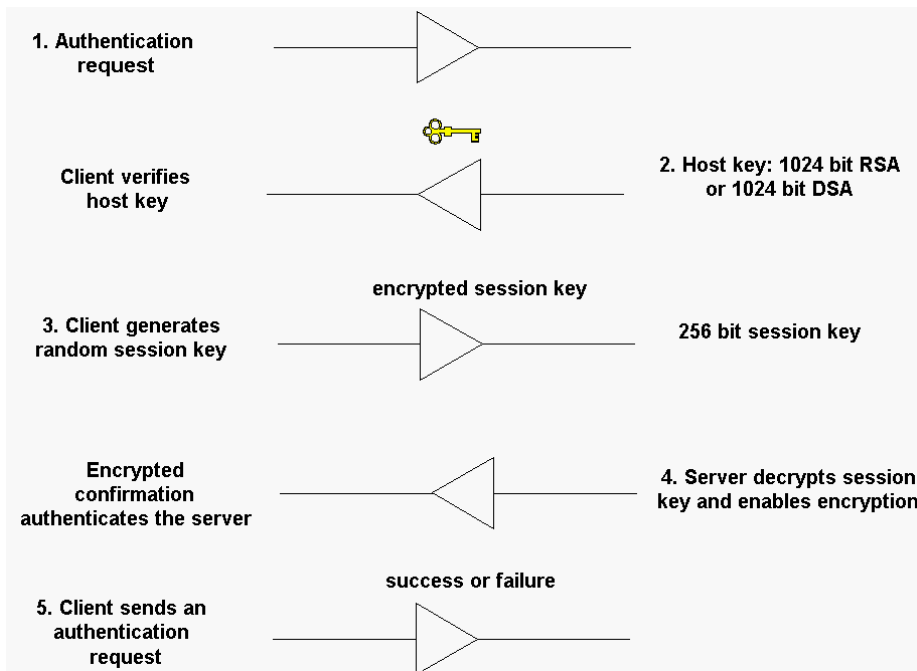 1. Authentication
request
Client verifies
host key
2. Host key: 1024 bit RSA
or 1024 bit DSA
encrypted session key
3. Client generates
random session key
256 bit session key
Encrypted
confirmation
authenticates the server
4. Server decrypts session
key and enables encryption
success or failure
5. Client sends an
authentication
request